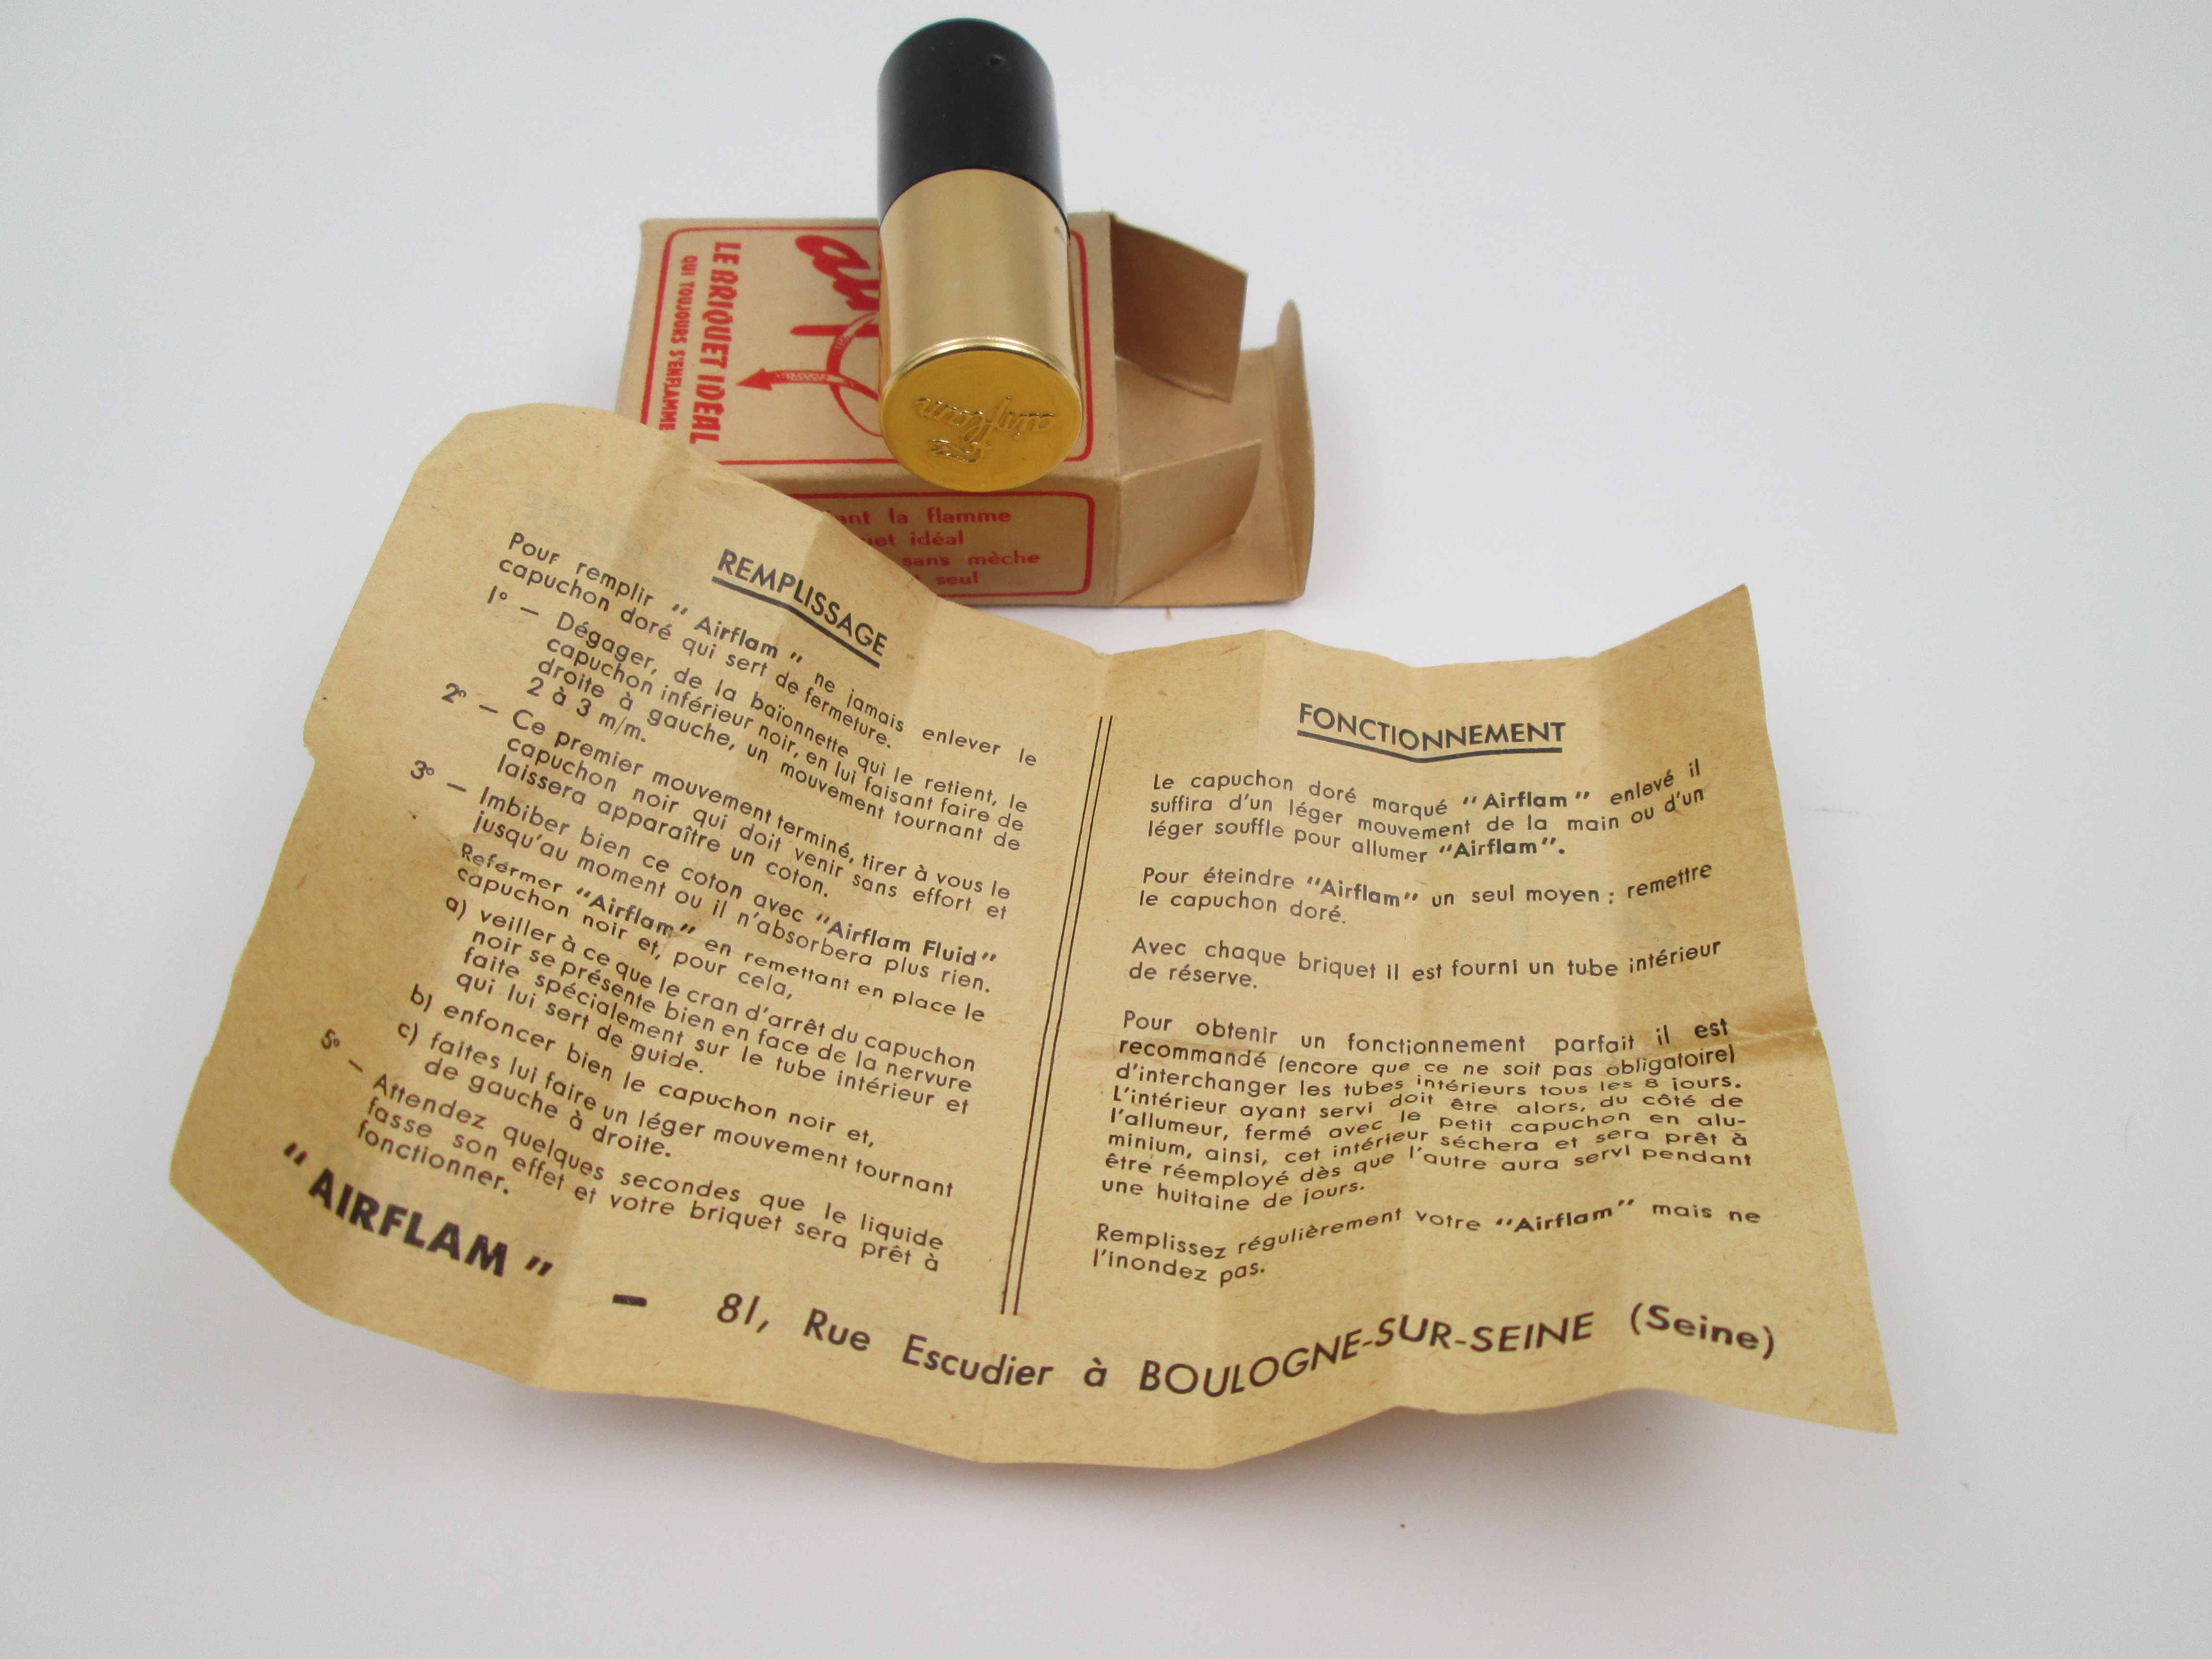 airflam
LE BRIQUET IDÉAL
QUI TOUJOURS S'ENFLAMME
ant la flamme
uet idéal
sans mèche
seul
REMPLISSAGE
Pour remplir "Airflam" ne jamais enlever le
capuchon doré qui sert de fermeture.
1° — Dégager, de la baïonnette qui le retient, le
capuchon inférieur noir, en lui faisant faire de
droite à gauche, un mouvement tournant de
2 à 3 m/m.
2° — Ce premier mouvement terminé, tirer à vous le
capuchon noir qui doit venir sans effort et
laissera apparaître un coton.
3° — Imbiber bien ce coton avec "Airflam Fluid"
jusqu'au moment ou il n'absorbera plus rien.
Refermer "Airflam" en remettant en place le
capuchon noir et, pour cela,
a) veiller à ce que le cran d'arrêt du capuchon
noir se présente bien en face de la nervure
faite spécialement sur le tube intérieur et
qui lui sert de guide.
b) enfoncer bien le capuchon noir et,
c) faites lui faire un léger mouvement tournant
de gauche à droite.
5° — Attendez quelques secondes que le liquide
fasse son effet et votre briquet sera prêt à
fonctionner.
FONCTIONNEMENT
Le capuchon doré marqué "Airflam" enlevé il
suffira d'un léger mouvement de la main ou d'un
léger souffle pour allumer "Airflam".
Pour éteindre "Airflam" un seul moyen : remettre
le capuchon doré.
Avec chaque briquet il est fourni un tube intérieur
de réserve.
Pour obtenir un fonctionnement parfait il est
recommandé (encore que ce ne soit pas obligatoire)
d'interchanger les tubes intérieurs tous les 8 jours.
L'intérieur ayant servi doit être alors, du côté de
l'allumeur, fermé avec le petit capuchon en alu-
minium, ainsi, cet intérieur séchera et sera prêt à
être réemployé dès que l'autre aura servi pendant
une huitaine de jours.
Remplissez régulièrement votre "Airflam" mais ne
l'inondez pas.
"AIRFLAM" — 81, Rue Escudier à BOULOGNE-SUR-SEINE (Seine)